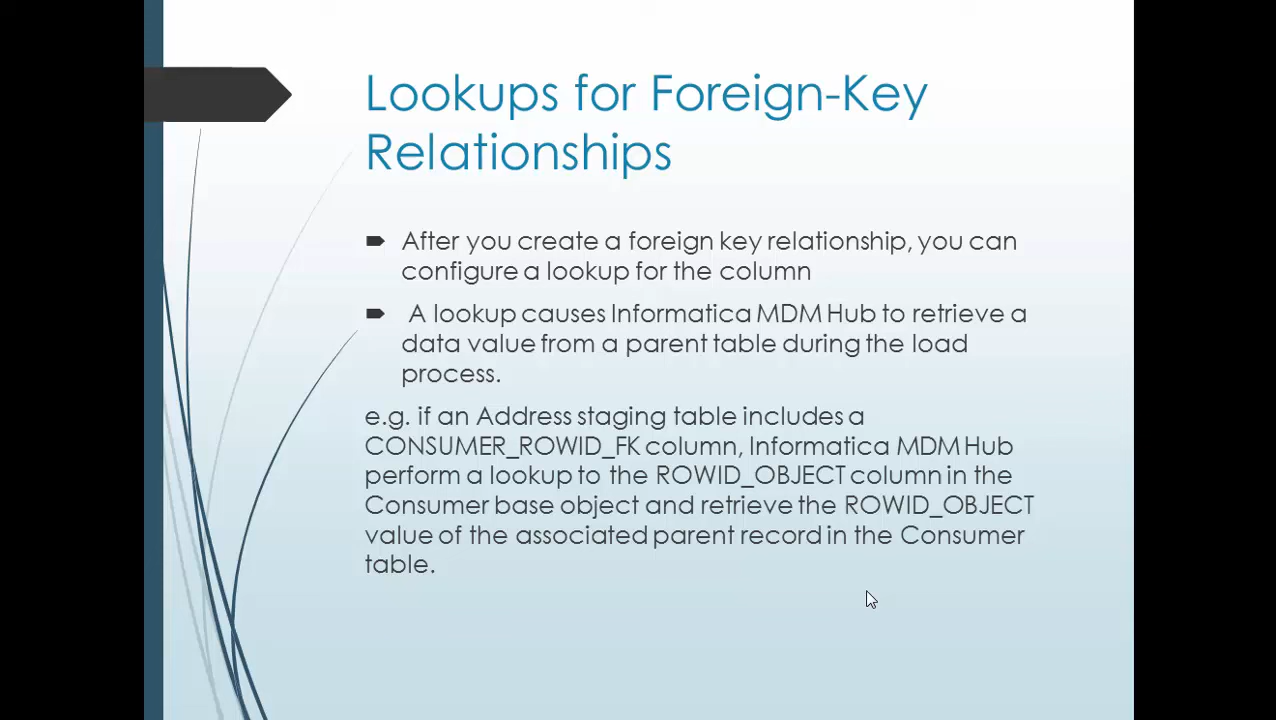 Lookups for Foreign-Key
Relationships
After you create a foreign key relationship, you can
configure a lookup for the column
A lookup causes Informatica MDM Hub to retrieve a
data value from a parent table during the load
process.
e.g. if an Address staging table includes a
CONSUMER_ROWID_FK column, Informatica MDM Hub
perform a lookup to the ROWID_OBJECT column in the
Consumer base object and retrieve the ROWID_OBJECT
value of the associated parent record in the Consumer
table.